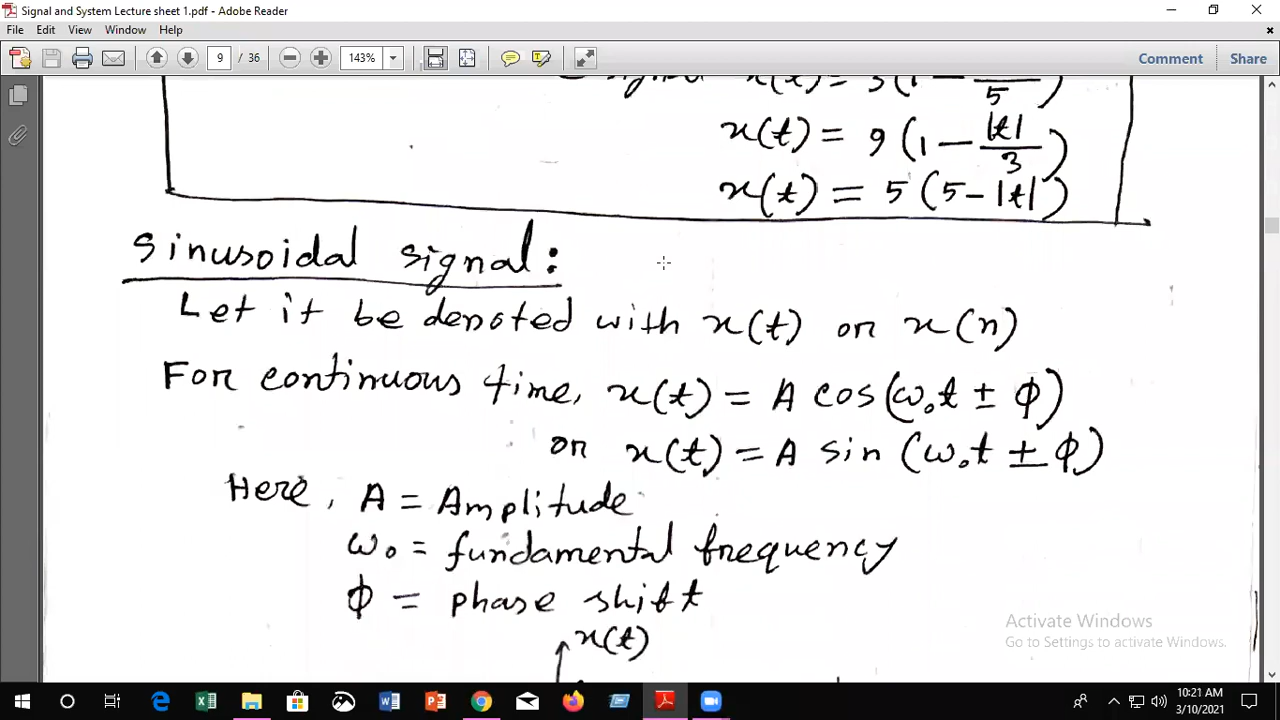 Signal and System Lecture sheet 1.pdf - Adobe Reader
File Edit View Window Help
9 / 36 143% Comment Share
5
x(t) = 9 (1 - |t|/3)
x(t) = 5 (5 - |t|)
Sinusoidal signal:
Let it be denoted with x(t) or x(n)
For continuous time, x(t) = A cos(ω₀t ± ϕ)
or x(t) = A sin (ω₀t ± ϕ)
Here, A = Amplitude
ω₀ = fundamental frequency
ϕ = phase shift
x(t)
Activate Windows
Go to Settings to activate Windows.
10:21 AM
3/10/2021